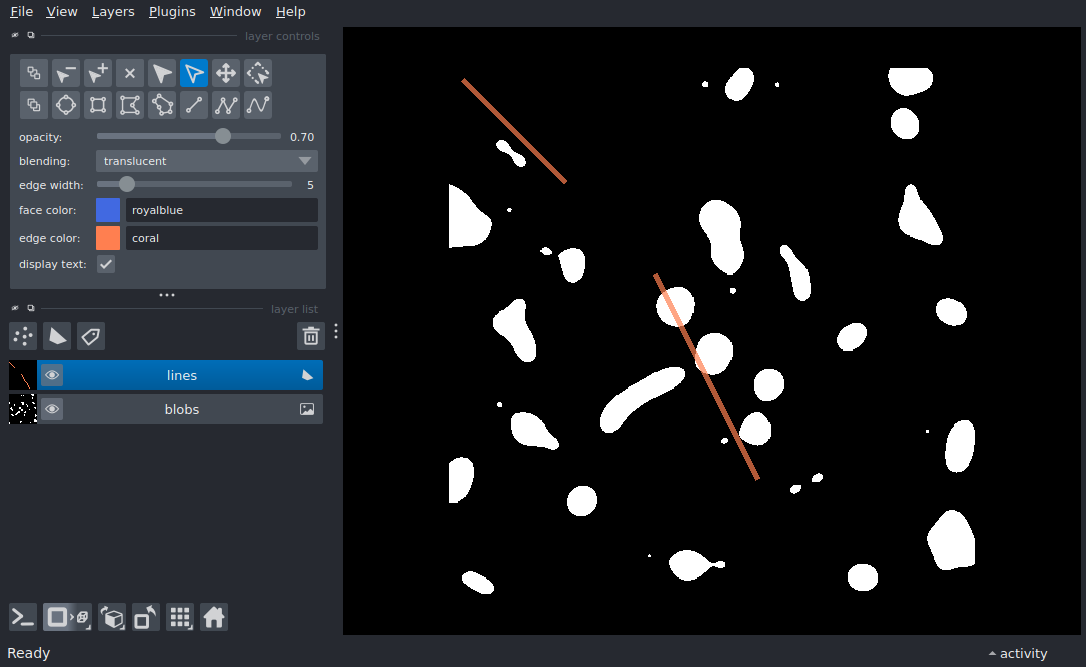 File View Layers Plugins Window Help
layer controls
opacity: 0.70
blending: translucent
edge width: 5
face color: royalblue
edge color: coral
display text:
layer list
lines
blobs
Ready
activity